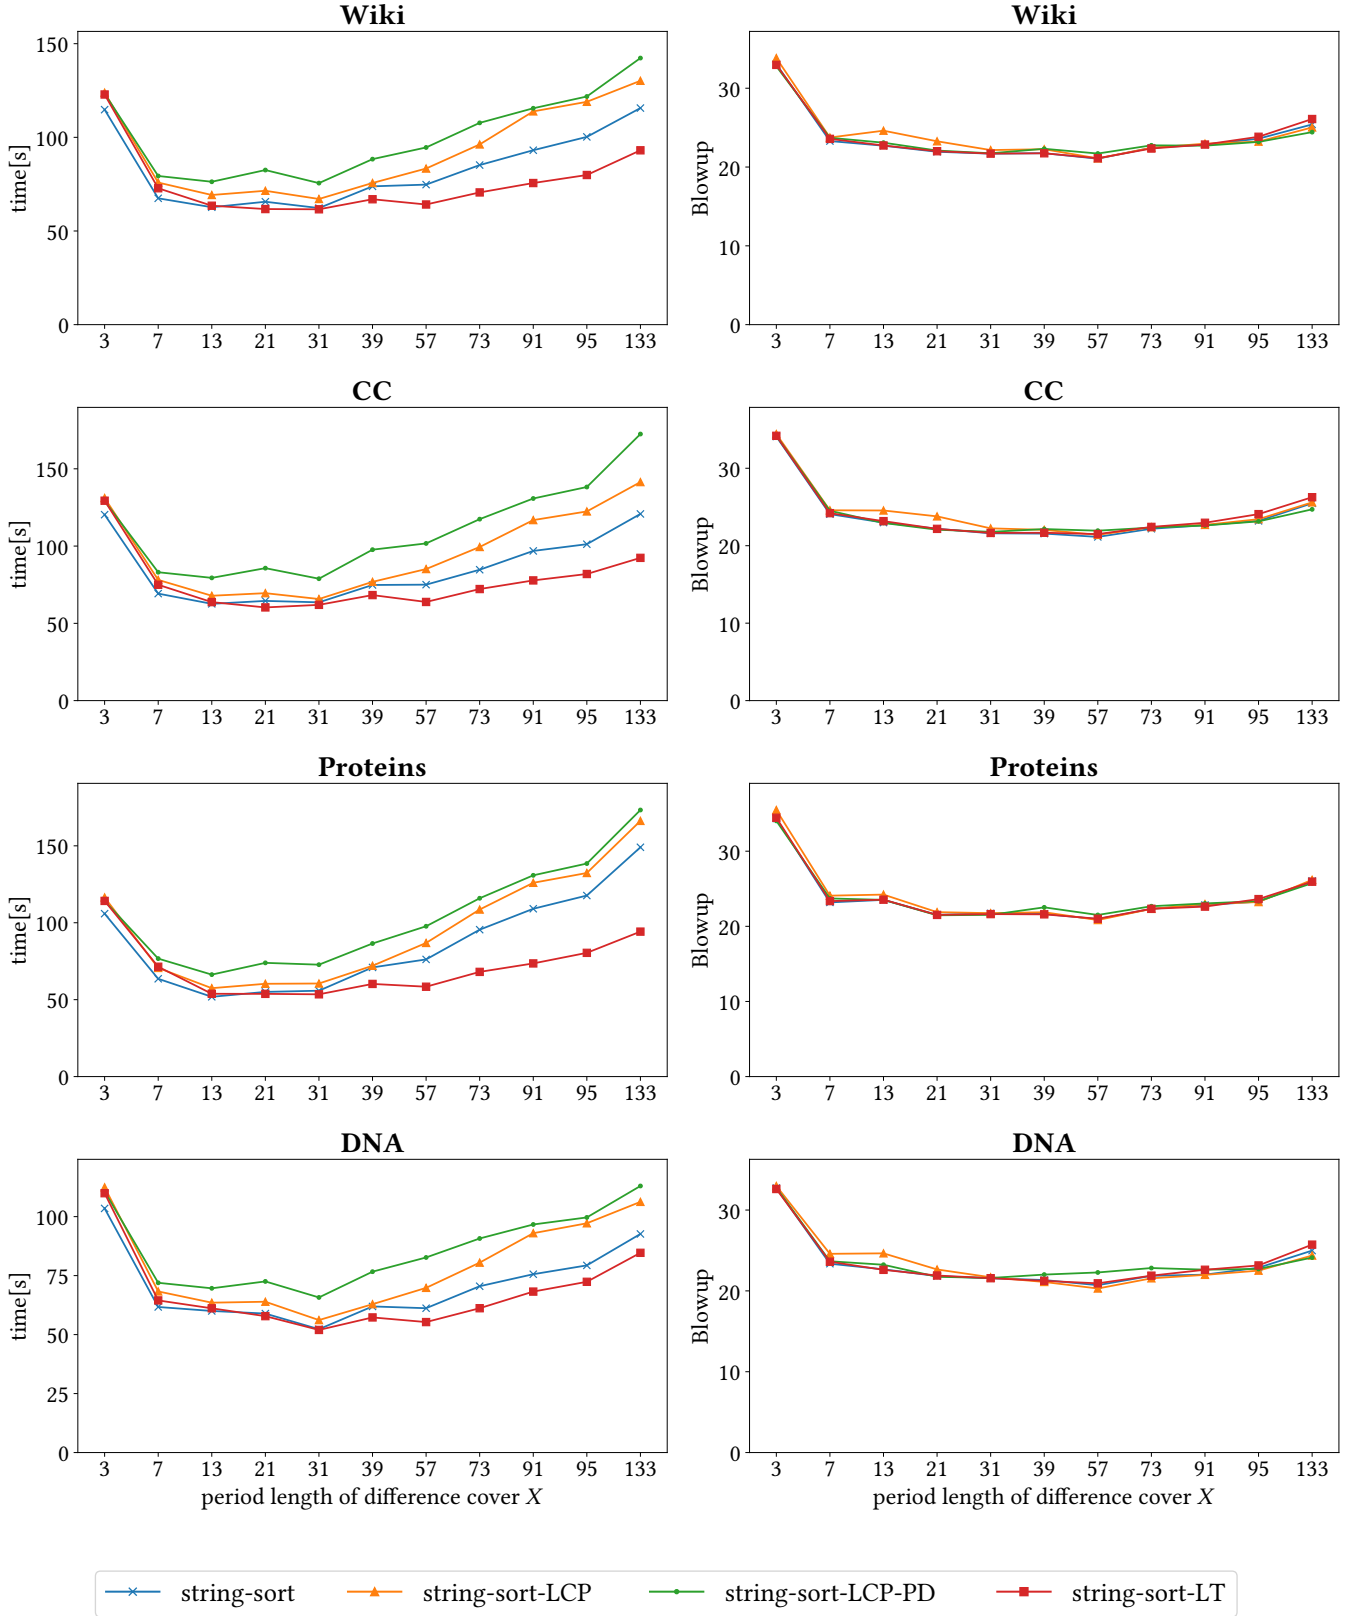 Wiki
time[s]
150
100
50
0
3 7 13 21 31 39 57 73 91 95 133
Wiki
Blowup
30
20
10
0
3 7 13 21 31 39 57 73 91 95 133
CC
time[s]
150
100
50
0
3 7 13 21 31 39 57 73 91 95 133
CC
Blowup
30
20
10
0
3 7 13 21 31 39 57 73 91 95 133
Proteins
time[s]
150
100
50
0
3 7 13 21 31 39 57 73 91 95 133
Proteins
Blowup
30
20
10
0
3 7 13 21 31 39 57 73 91 95 133
DNA
time[s]
100
75
50
25
0
3 7 13 21 31 39 57 73 91 95 133
period length of difference cover X
DNA
Blowup
30
20
10
0
3 7 13 21 31 39 57 73 91 95 133
period length of difference cover X
string-sort string-sort-LCP string-sort-LCP-PD string-sort-LT